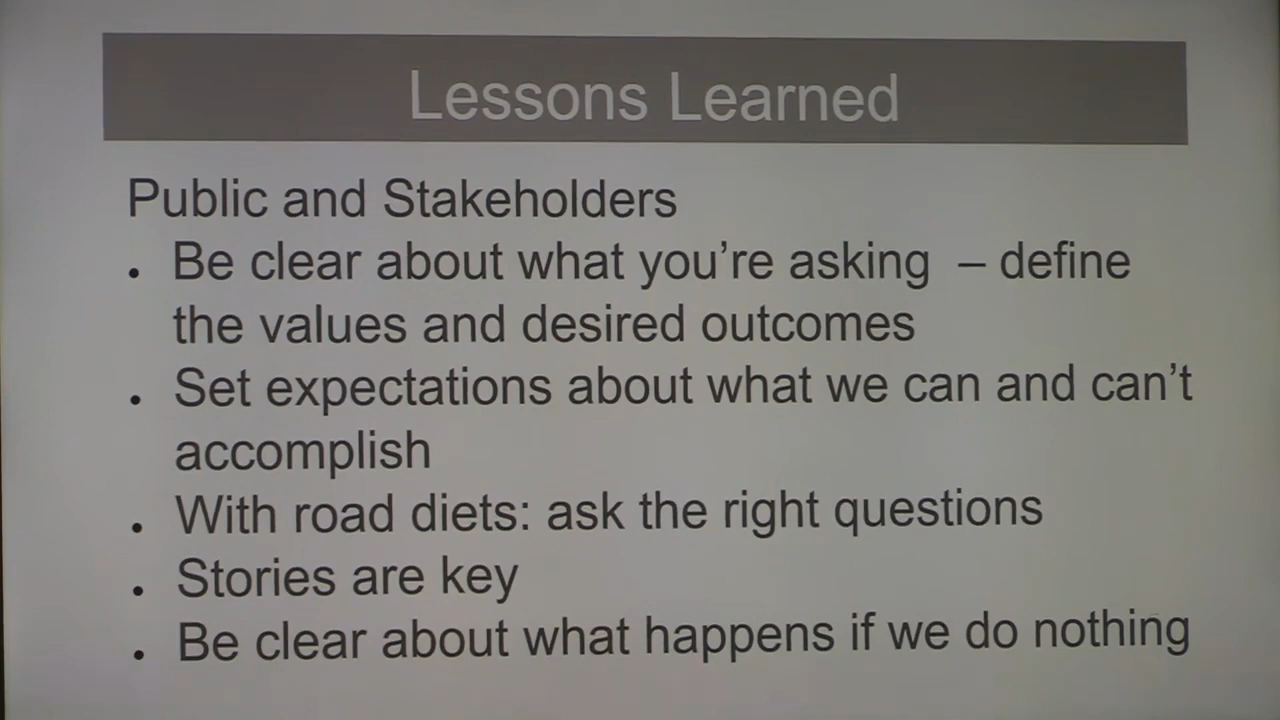 Lessons Learned
Public and Stakeholders
• Be clear about what you’re asking – define
the values and desired outcomes
• Set expectations about what we can and can’t
accomplish
• With road diets: ask the right questions
• Stories are key
• Be clear about what happens if we do nothing